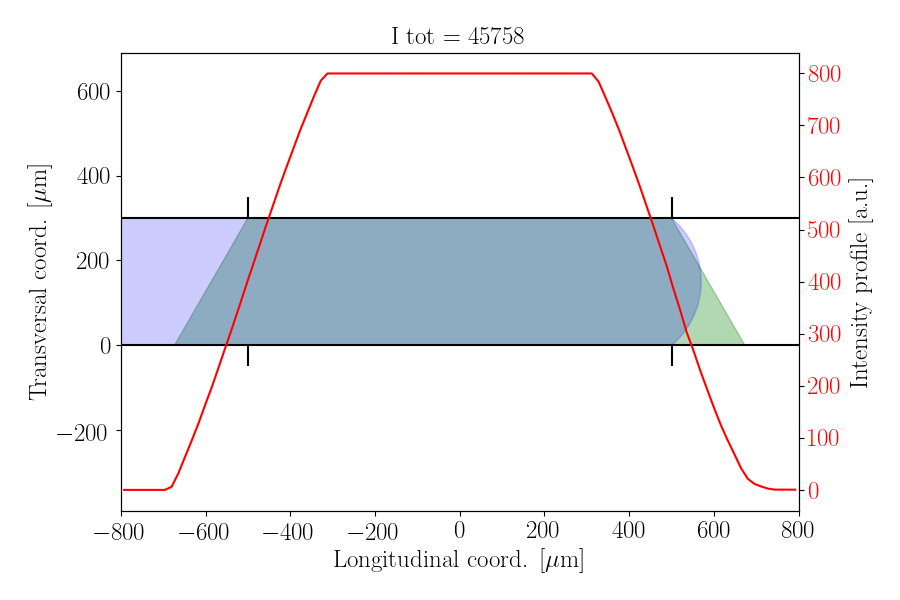 I tot = 45758
Transversal coord. [μm]
600
400
200
0
−200
800
700
600
500
400
300
200
100
0
Intensity profile [a.u.]
−800 −600 −400 −200 0 200 400 600 800
Longitudinal coord. [μm]